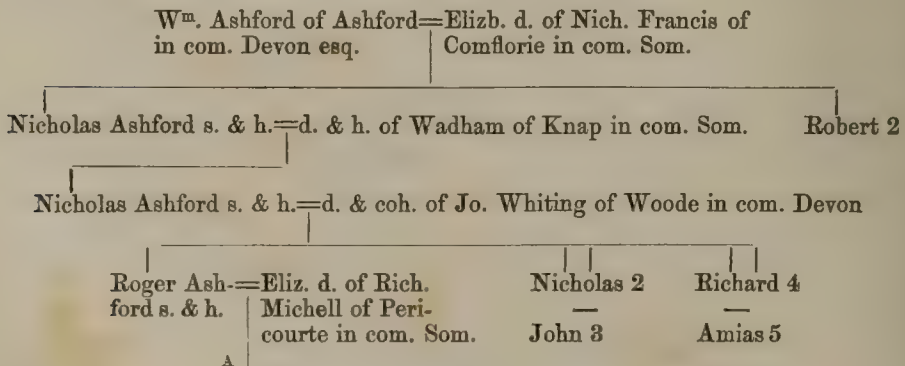 Wᵐ. Ashford of Ashford=Elizb. d. of Nich. Francis of
in com. Devon esq. Comflorie in com. Som.
Nicholas Ashford s. & h.=d. & h. of Wadham of Knap in com. Som. Robert 2
Nicholas Ashford s. & h.=d. & coh. of Jo. Whiting of Woode in com. Devon
Roger Ash-=Eliz. d. of Rich. Nicholas 2 Richard 4
ford s. & h. Michell of Peri-
courte in com. Som. John 3 Amias 5
A